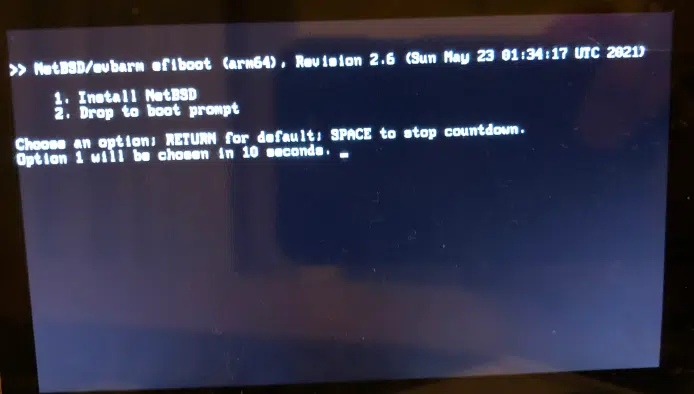 >> NetBSD/evbarm efiboot (arm64), Revision 2.6 (Sun May 23 01:34:17 UTC 2021)
1. Install NetBSD
2. Drop to boot prompt
Choose an option; RETURN for default; SPACE to stop countdown.
Option 1 will be chosen in 10 seconds.